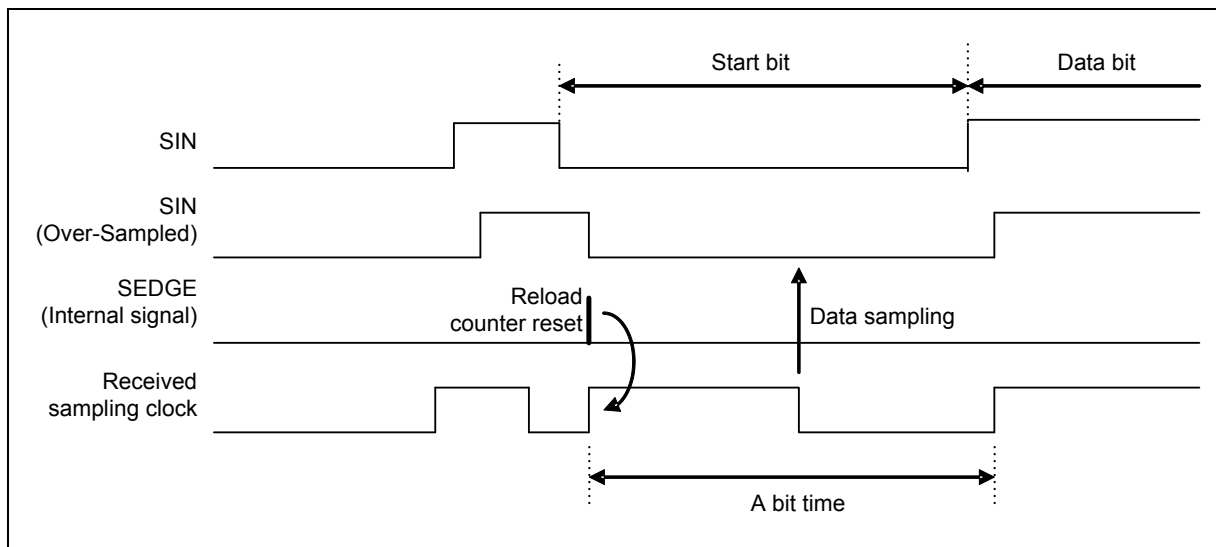 Start bit
Data bit
SIN
SIN
(Over-Sampled)
SEDGE
(Internal signal)
Reload
counter reset
Data sampling
Received
sampling clock
A bit time